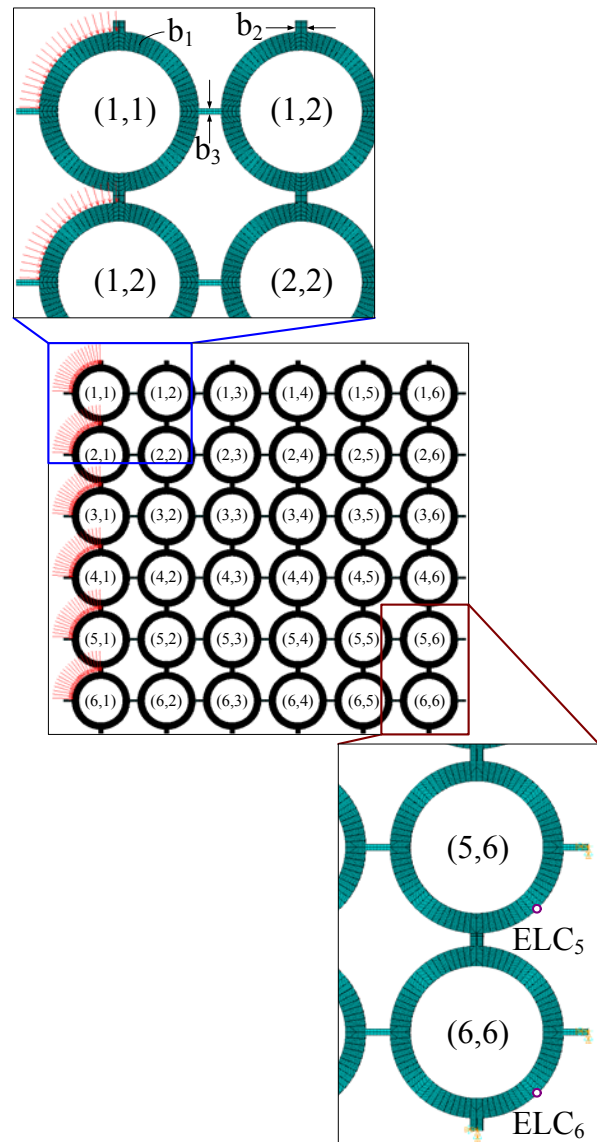 b₁ b₂
(1,1) (1,2)
b₃
(1,2) (2,2)
(1,1) (1,2) (1,3) (1,4) (1,5) (1,6)
(2,1) (2,2) (2,3) (2,4) (2,5) (2,6)
(3,1) (3,2) (3,3) (3,4) (3,5) (3,6)
(4,1) (4,2) (4,3) (4,4) (4,5) (4,6)
(5,1) (5,2) (5,3) (5,4) (5,5) (5,6)
(6,1) (6,2) (6,3) (6,4) (6,5) (6,6)
(5,6)
ELC₅
(6,6)
ELC₆